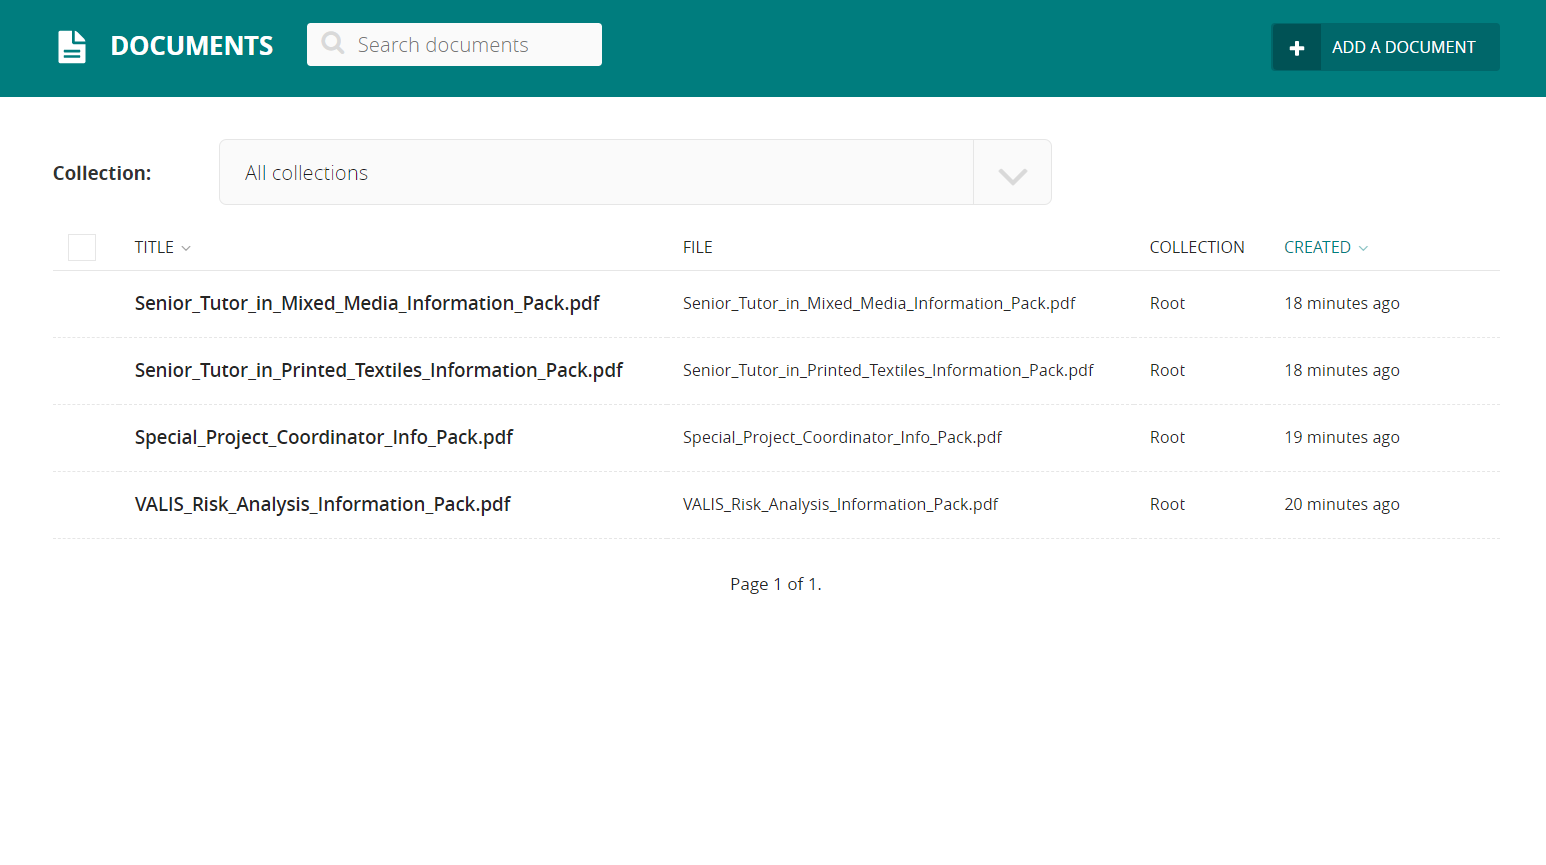 DOCUMENTS Search documents ADD A DOCUMENT
Collection: All collections
TITLE FILE COLLECTION CREATED
Senior_Tutor_in_Mixed_Media_Information_Pack.pdf Senior_Tutor_in_Mixed_Media_Information_Pack.pdf Root 18 minutes ago
Senior_Tutor_in_Printed_Textiles_Information_Pack.pdf Senior_Tutor_in_Printed_Textiles_Information_Pack.pdf Root 18 minutes ago
Special_Project_Coordinator_Info_Pack.pdf Special_Project_Coordinator_Info_Pack.pdf Root 19 minutes ago
VALIS_Risk_Analysis_Information_Pack.pdf VALIS_Risk_Analysis_Information_Pack.pdf Root 20 minutes ago
Page 1 of 1.